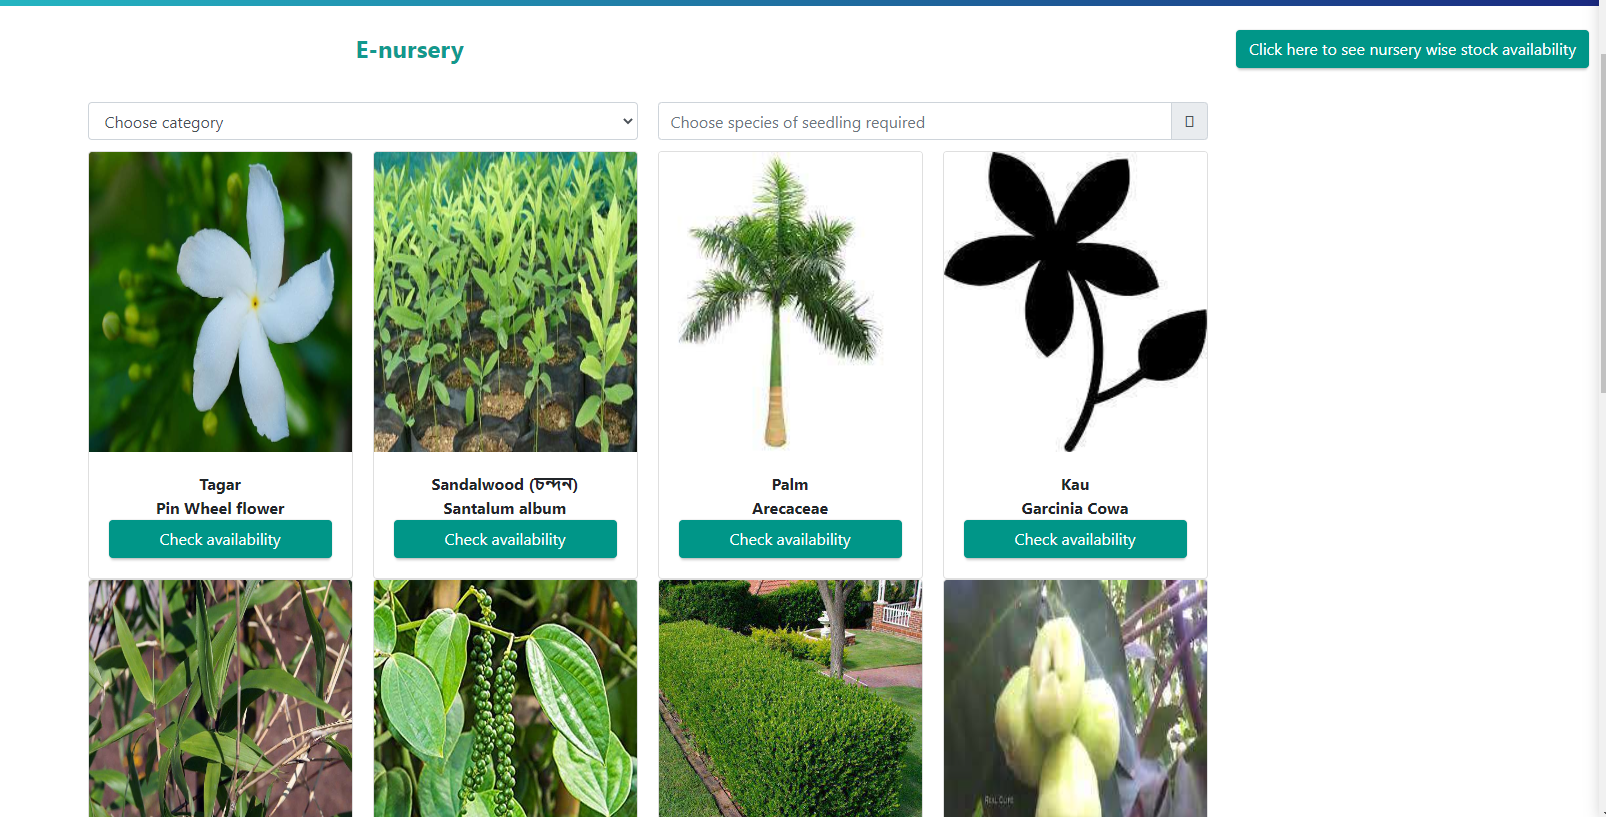 E-nursery
Click here to see nursery wise stock availability
Choose category
Choose species of seedling required
Tagar
Pin Wheel flower
Check availability
Sandalwood (চন্দন)
Santalum album
Check availability
Palm
Arecaceae
Check availability
Kau
Garcinia Cowa
Check availability